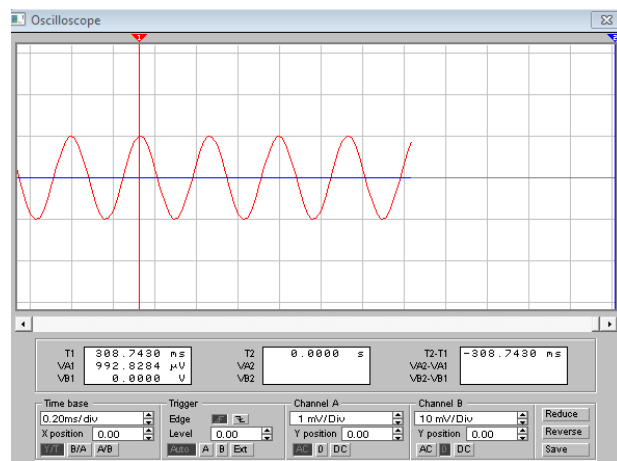 Oscilloscope
1
T1 308.7430 ms
VA1 992.8284 µV
VB1 0.0000 V
T2 0.0000 s
VA2
VB2
T2-T1 -308.7430 ms
VA2-VA1
VB2-VB1
Time base
0.20ms/div
X position 0.00
Y/T B/A A/B
Trigger
Edge
Level 0.00
Auto A B Ext
Channel A
1 mV/Div
Y position 0.00
AC 0 DC
Channel B
10 mV/Div
Y position 0.00
AC 0 DC
Reduce
Reverse
Save